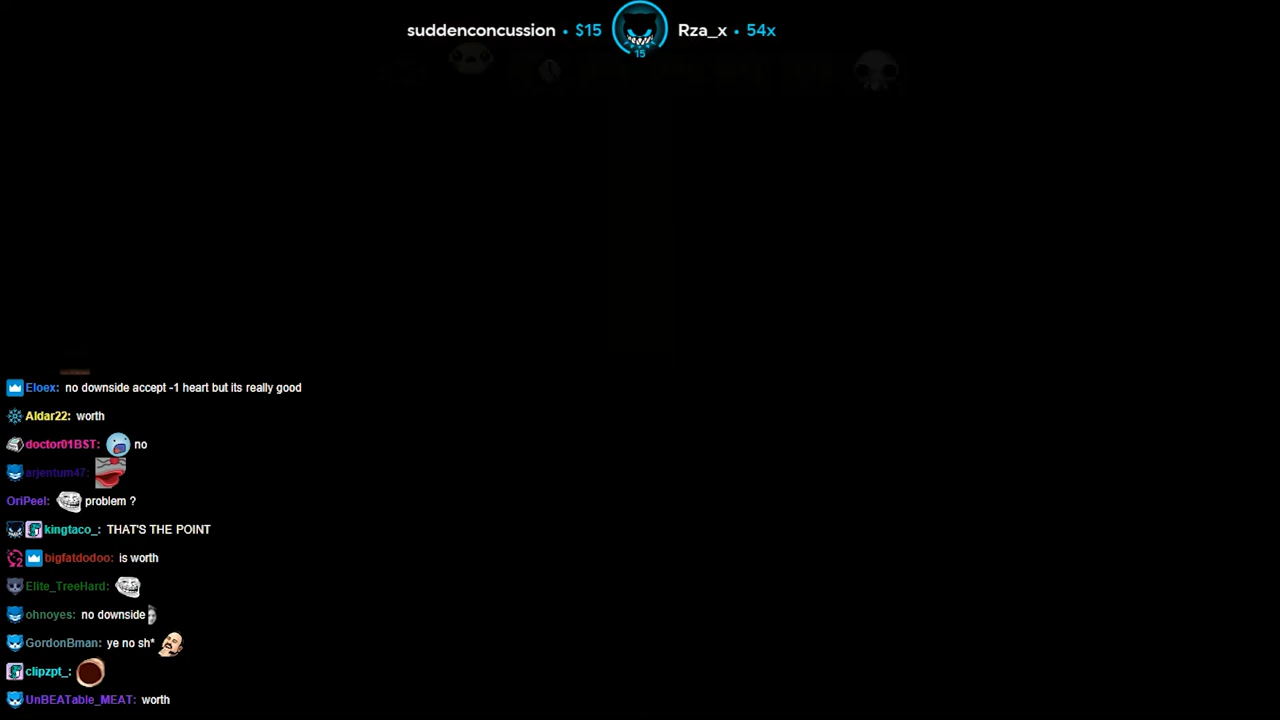 suddenconcussion • $15
15
Rza_x • 54x
Eloex: no downside accept -1 heart but its really good
Aldar22: worth
doctor01BST: no
arjentum47:
OriPeel: problem ?
kingtaco_: THAT'S THE POINT
bigfatdodoo: is worth
Elite_TreeHard:
ohnoyes: no downside
GordonBman: ye no sh*
clipzpt_:
UnBEATable_MEAT: worth